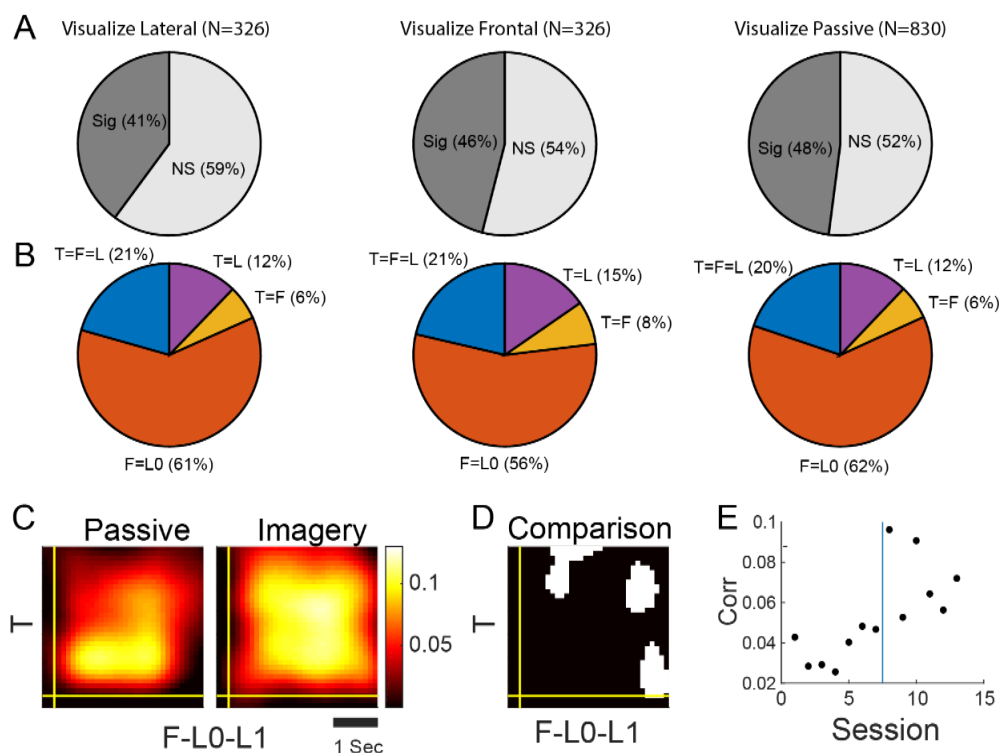 A
Visualize Lateral (N=326)
Visualize Frontal (N=326)
Visualize Passive (N=830)
Sig (41%)
NS (59%)
Sig (46%)
NS (54%)
Sig (48%)
NS (52%)
B
T=F=L (21%)
T=L (12%)
T=F (6%)
F=L0 (61%)
T=F=L (21%)
T=L (15%)
T=F (8%)
F=L0 (56%)
T=F=L (20%)
T=L (12%)
T=F (6%)
F=L0 (62%)
C
Passive
Imagery
T
0.1
0.05
F-L0-L1
1 Sec
D
Comparison
T
F-L0-L1
E
Corr
0.1
0.08
0.06
0.04
0.02
0
5
10
15
Session